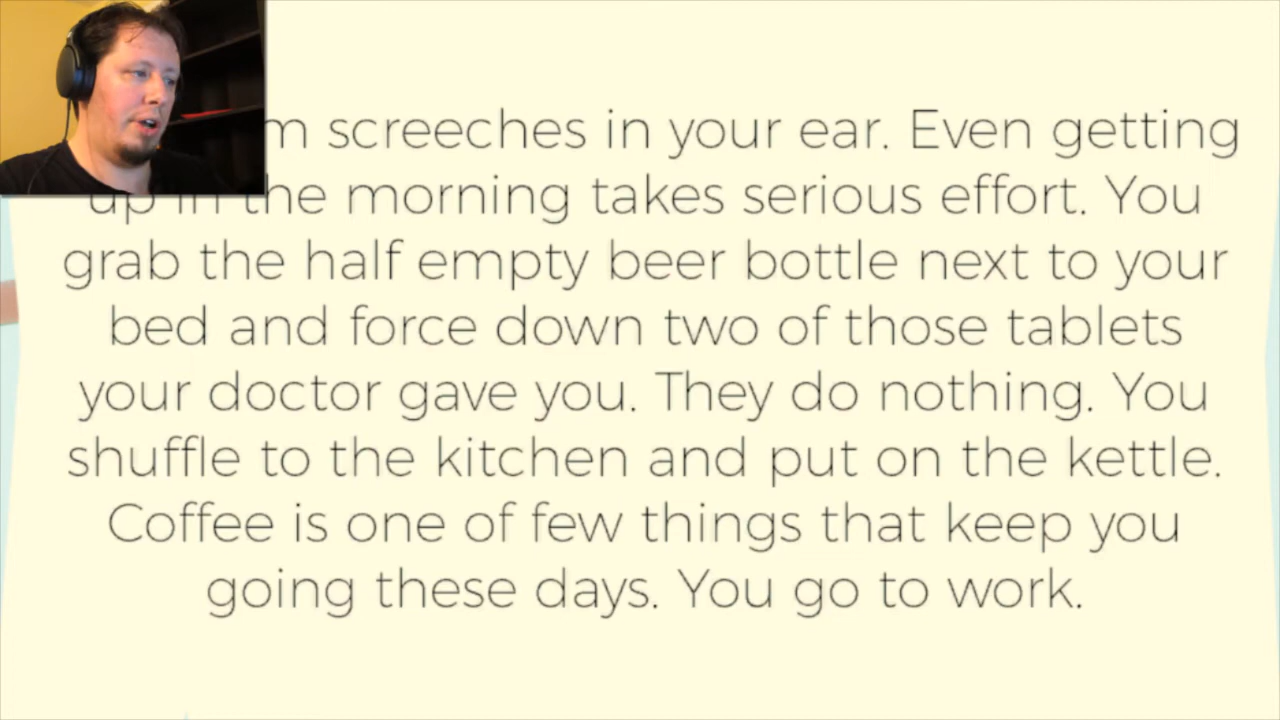 screeches in your ear. Even getting
up in the morning takes serious effort. You
grab the half empty beer bottle next to your
bed and force down two of those tablets
your doctor gave you. They do nothing. You
shuffle to the kitchen and put on the kettle.
Coffee is one of few things that keep you
going these days. You go to work.